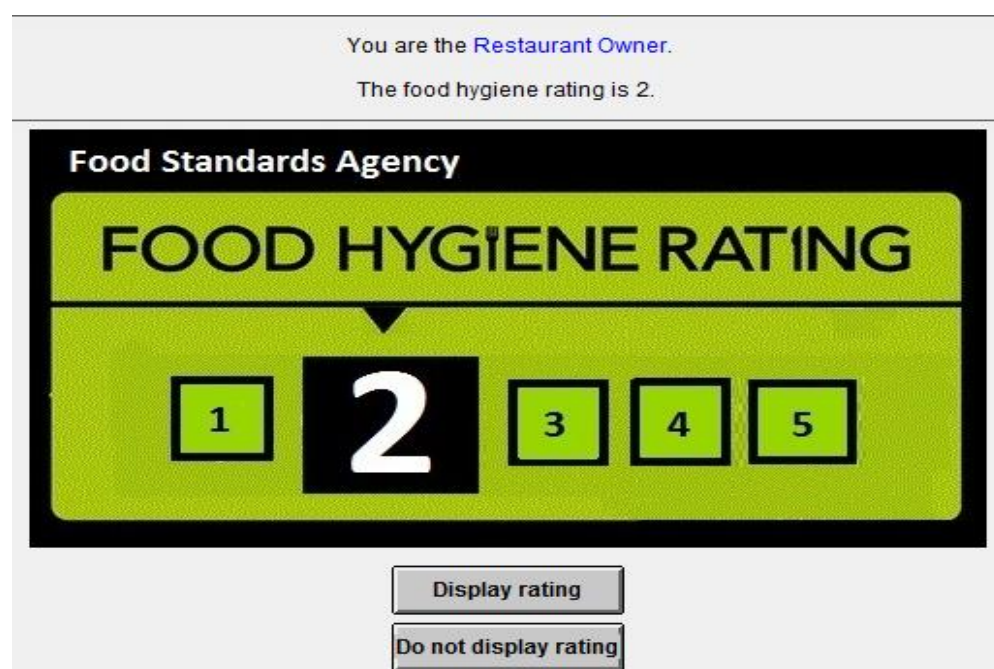 You are the Restaurant Owner.
The food hygiene rating is 2.
Food Standards Agency
FOOD HYGIENE RATING
1 2 3 4 5
Display rating
Do not display rating